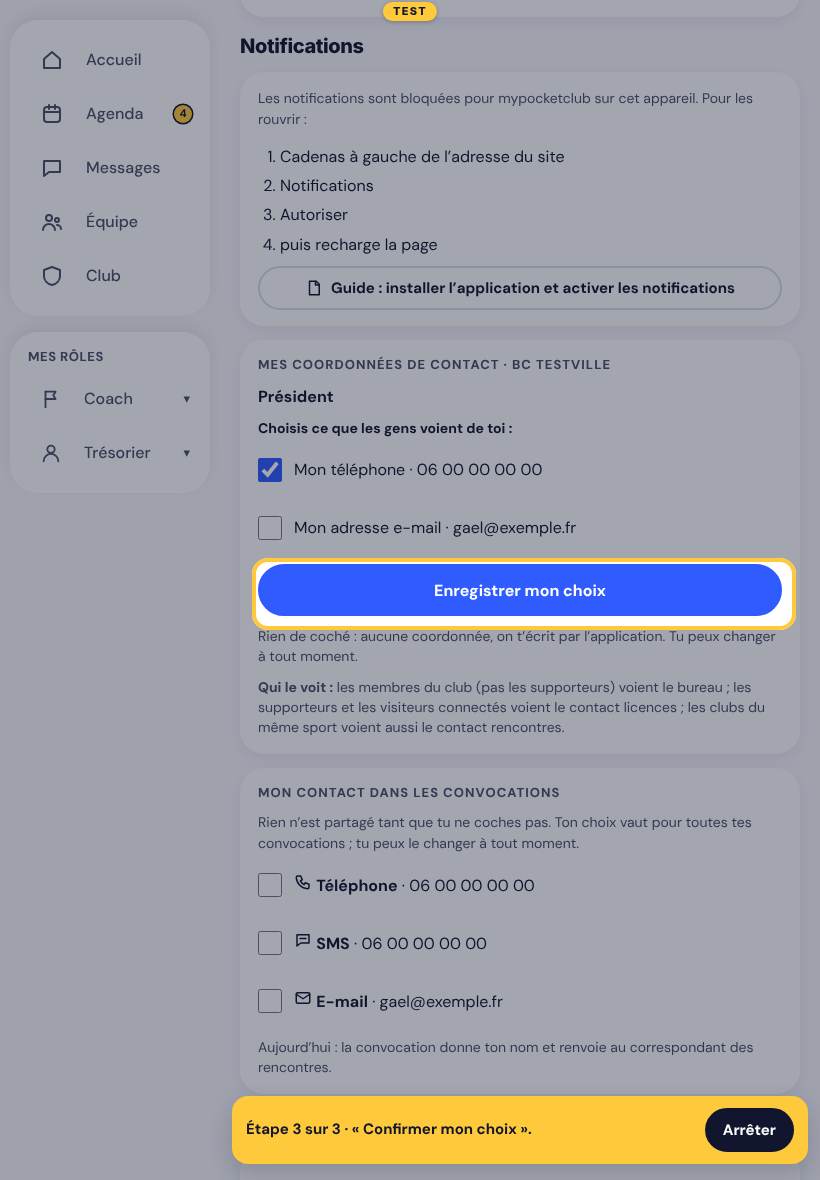 TEST
Accueil
Agenda
4
Messages
Équipe
Club
MES RÔLES
Coach
Trésorier
Notifications
Les notifications sont bloquées pour mypocketclub sur cet appareil. Pour les
rouvrir :
1. Cadenas à gauche de l’adresse du site
2. Notifications
3. Autoriser
4. puis recharge la page
Guide : installer l’application et activer les notifications
MES COORDONNÉES DE CONTACT · BC TESTVILLE
Président
Choisis ce que les gens voient de toi :
Mon téléphone · 06 00 00 00 00
Mon adresse e-mail · gael@exemple.fr
Enregistrer mon choix
Rien de coché : aucune coordonnée, on t’écrit par l’application. Tu peux changer
à tout moment.
Qui le voit : les membres du club (pas les supporteurs) voient le bureau ; les
supporteurs et les visiteurs connectés voient le contact licences ; les clubs du
même sport voient aussi le contact rencontres.
MON CONTACT DANS LES CONVOCATIONS
Rien n’est partagé tant que tu ne coches pas. Ton choix vaut pour toutes tes
convocations ; tu peux le changer à tout moment.
Téléphone · 06 00 00 00 00
SMS · 06 00 00 00 00
E-mail · gael@exemple.fr
Aujourd’hui : la convocation donne ton nom et renvoie au correspondant des
rencontres.
Étape 3 sur 3 · « Confirmer mon choix ».
Arrêter